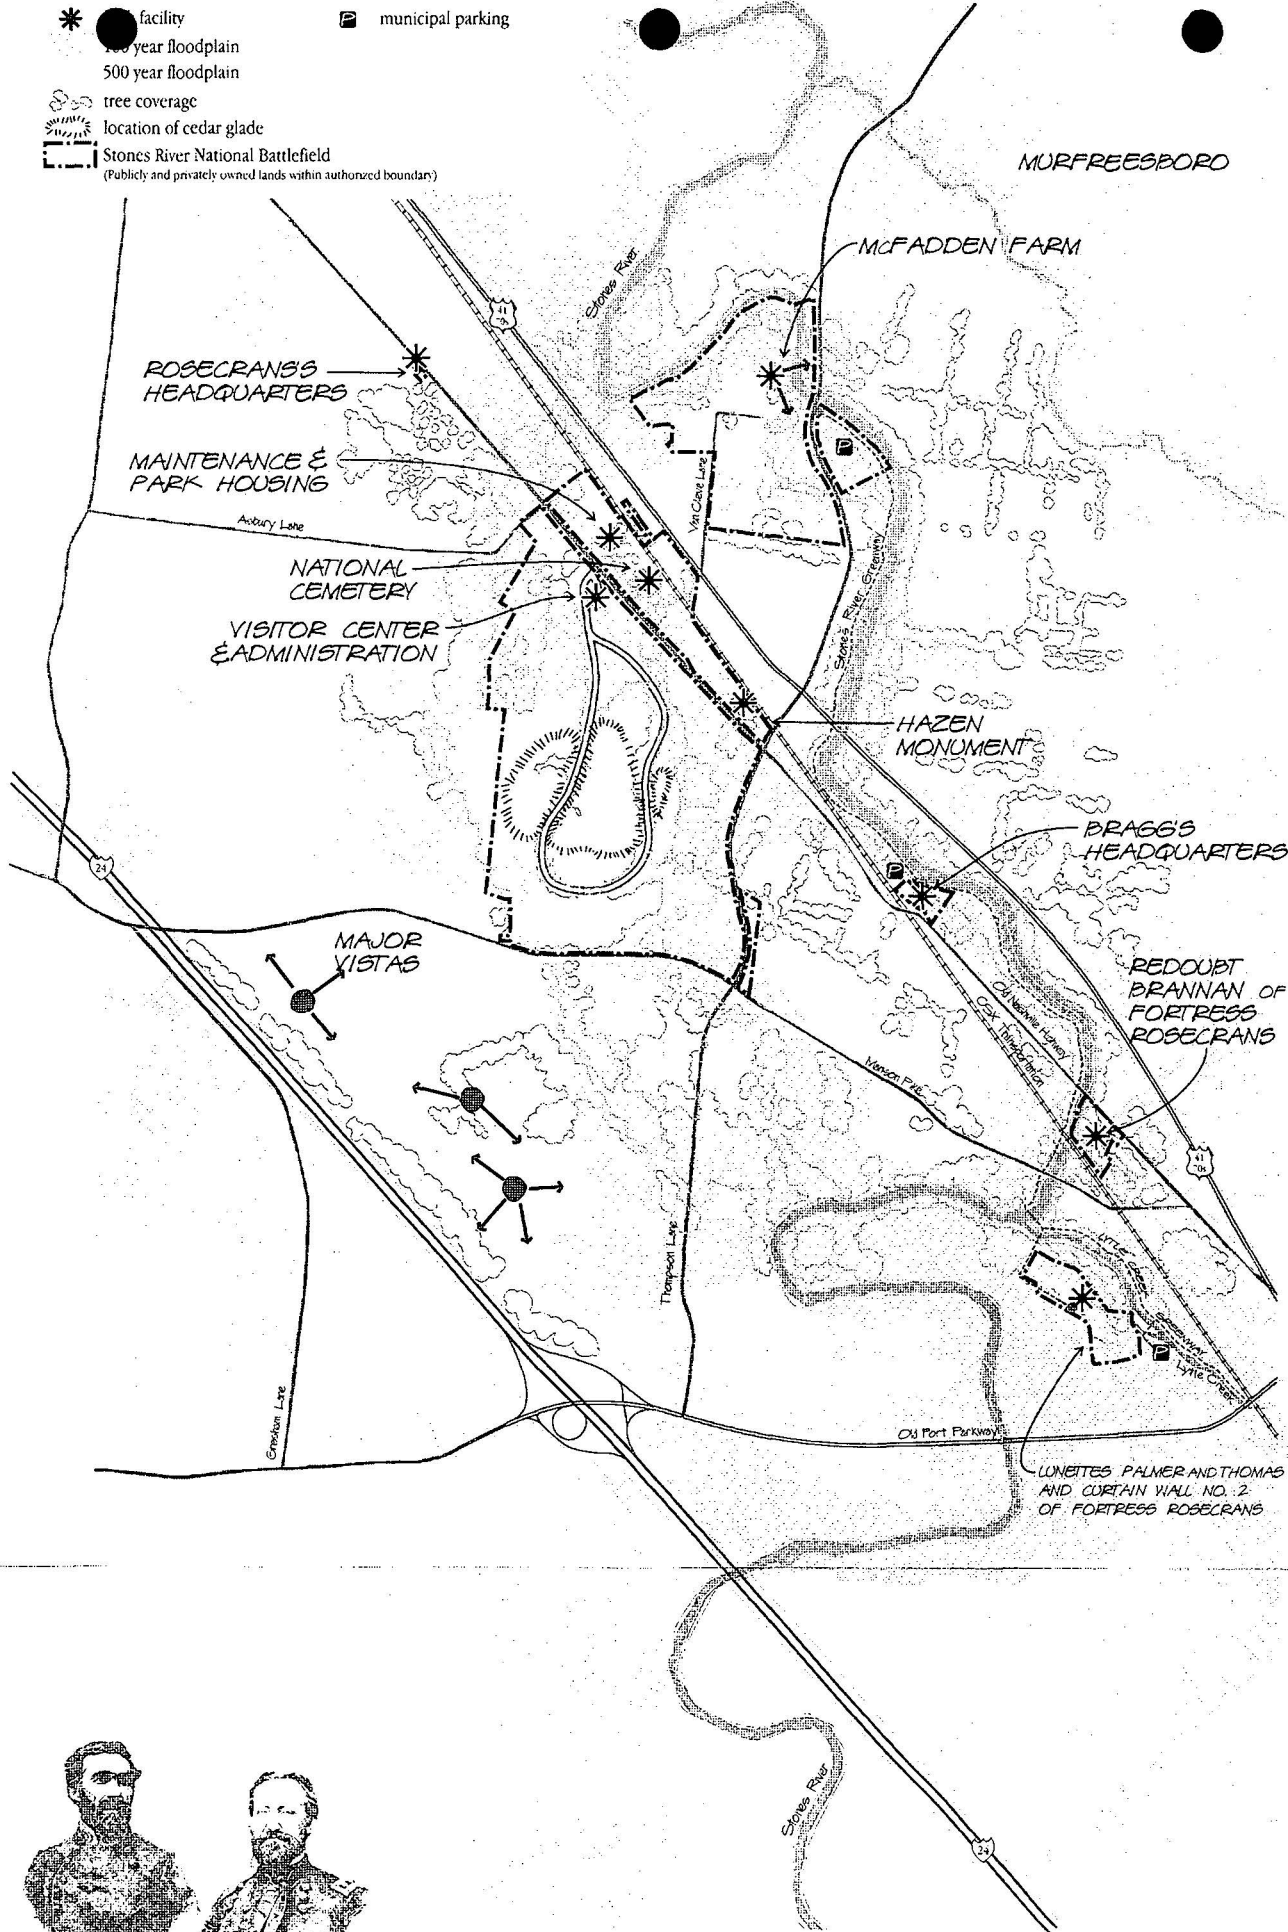 facility
municipal parking
year floodplain
500 year floodplain
tree coverage
location of cedar glade
Stones River National Battlefield
(Publicly and privately owned lands within authorized boundary)
MURFREESBORO
McFADDEN FARM
Stones River
41
ROSECRANS'S
HEADQUARTERS
MAINTENANCE &
PARK HOUSING
Asbury Lane
Van Cleve Lane
NATIONAL
CEMETERY
VISITOR CENTER
& ADMINISTRATION
Stones River Greenway
HAZEN
MONUMENT
BRAGG'S
HEADQUARTERS
24
MAJOR
VISTAS
REDOUBT
BRANNAN OF
FORTRESS
ROSECRANS
Old Nashville Highway
CSX Transportation
Manson Pike
41
70s
Thompson Lane
LYTLE CREEK
GREENWAY
Lytle Creek
Gresham Lane
Old Fort Parkway
LUNETTES PALMER AND THOMAS
AND CURTAIN WALL NO. 2
OF FORTRESS ROSECRANS
Stones River
24
P
P
P
P